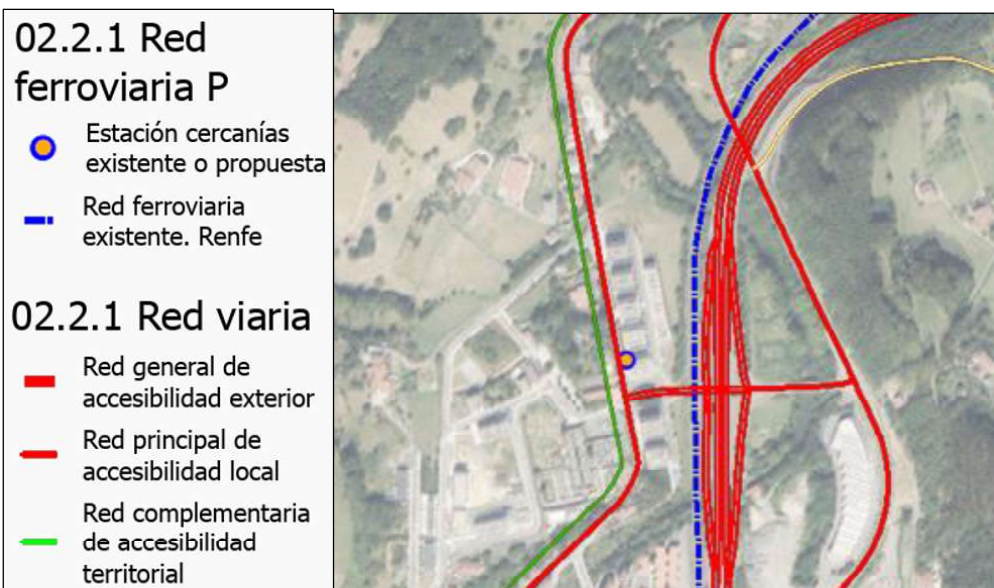 02.2.1 Red
ferroviaria P
Estación cercanías
existente o propuesta
Red ferroviaria
existente. Renfe
02.2.1 Red viaria
Red general de
accesibilidad exterior
Red principal de
accesibilidad local
Red complementaria
de accesibilidad
territorial